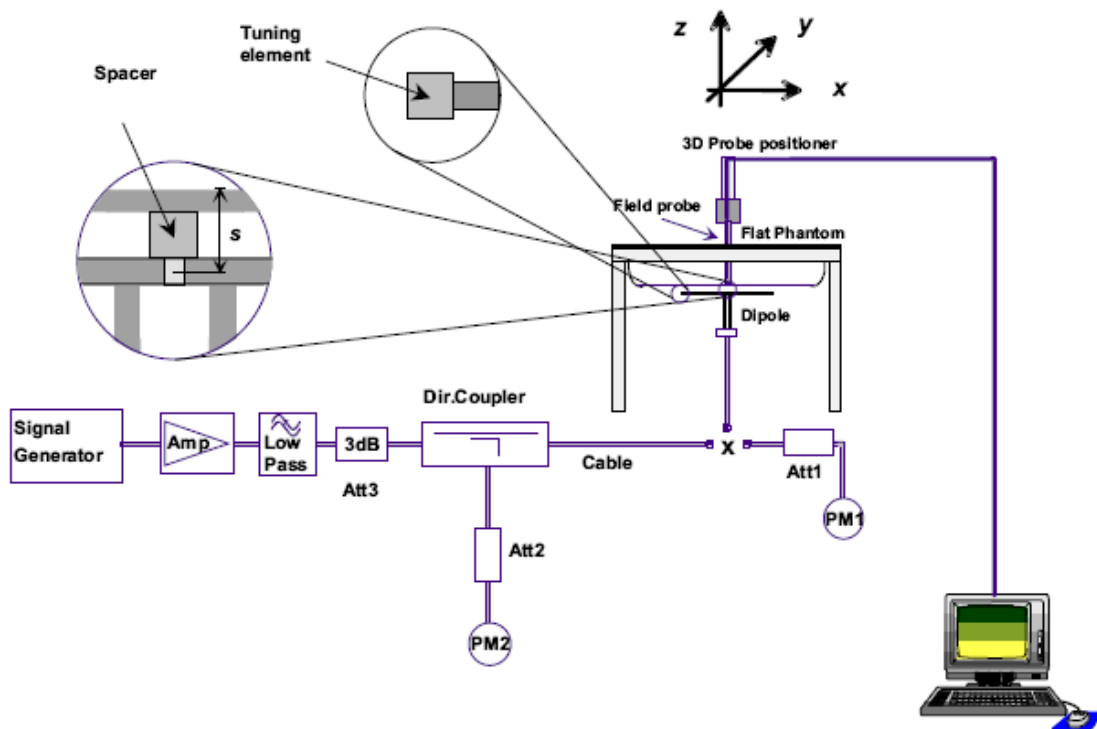 Tuning
element
Spacer
s
z
y
x
3D Probe positioner
Field probe
Flat Phantom
Dipole
Dir.Coupler
Signal
Generator
Amp
Low
Pass
3dB
Att3
Cable
x
Att1
PM1
Att2
PM2